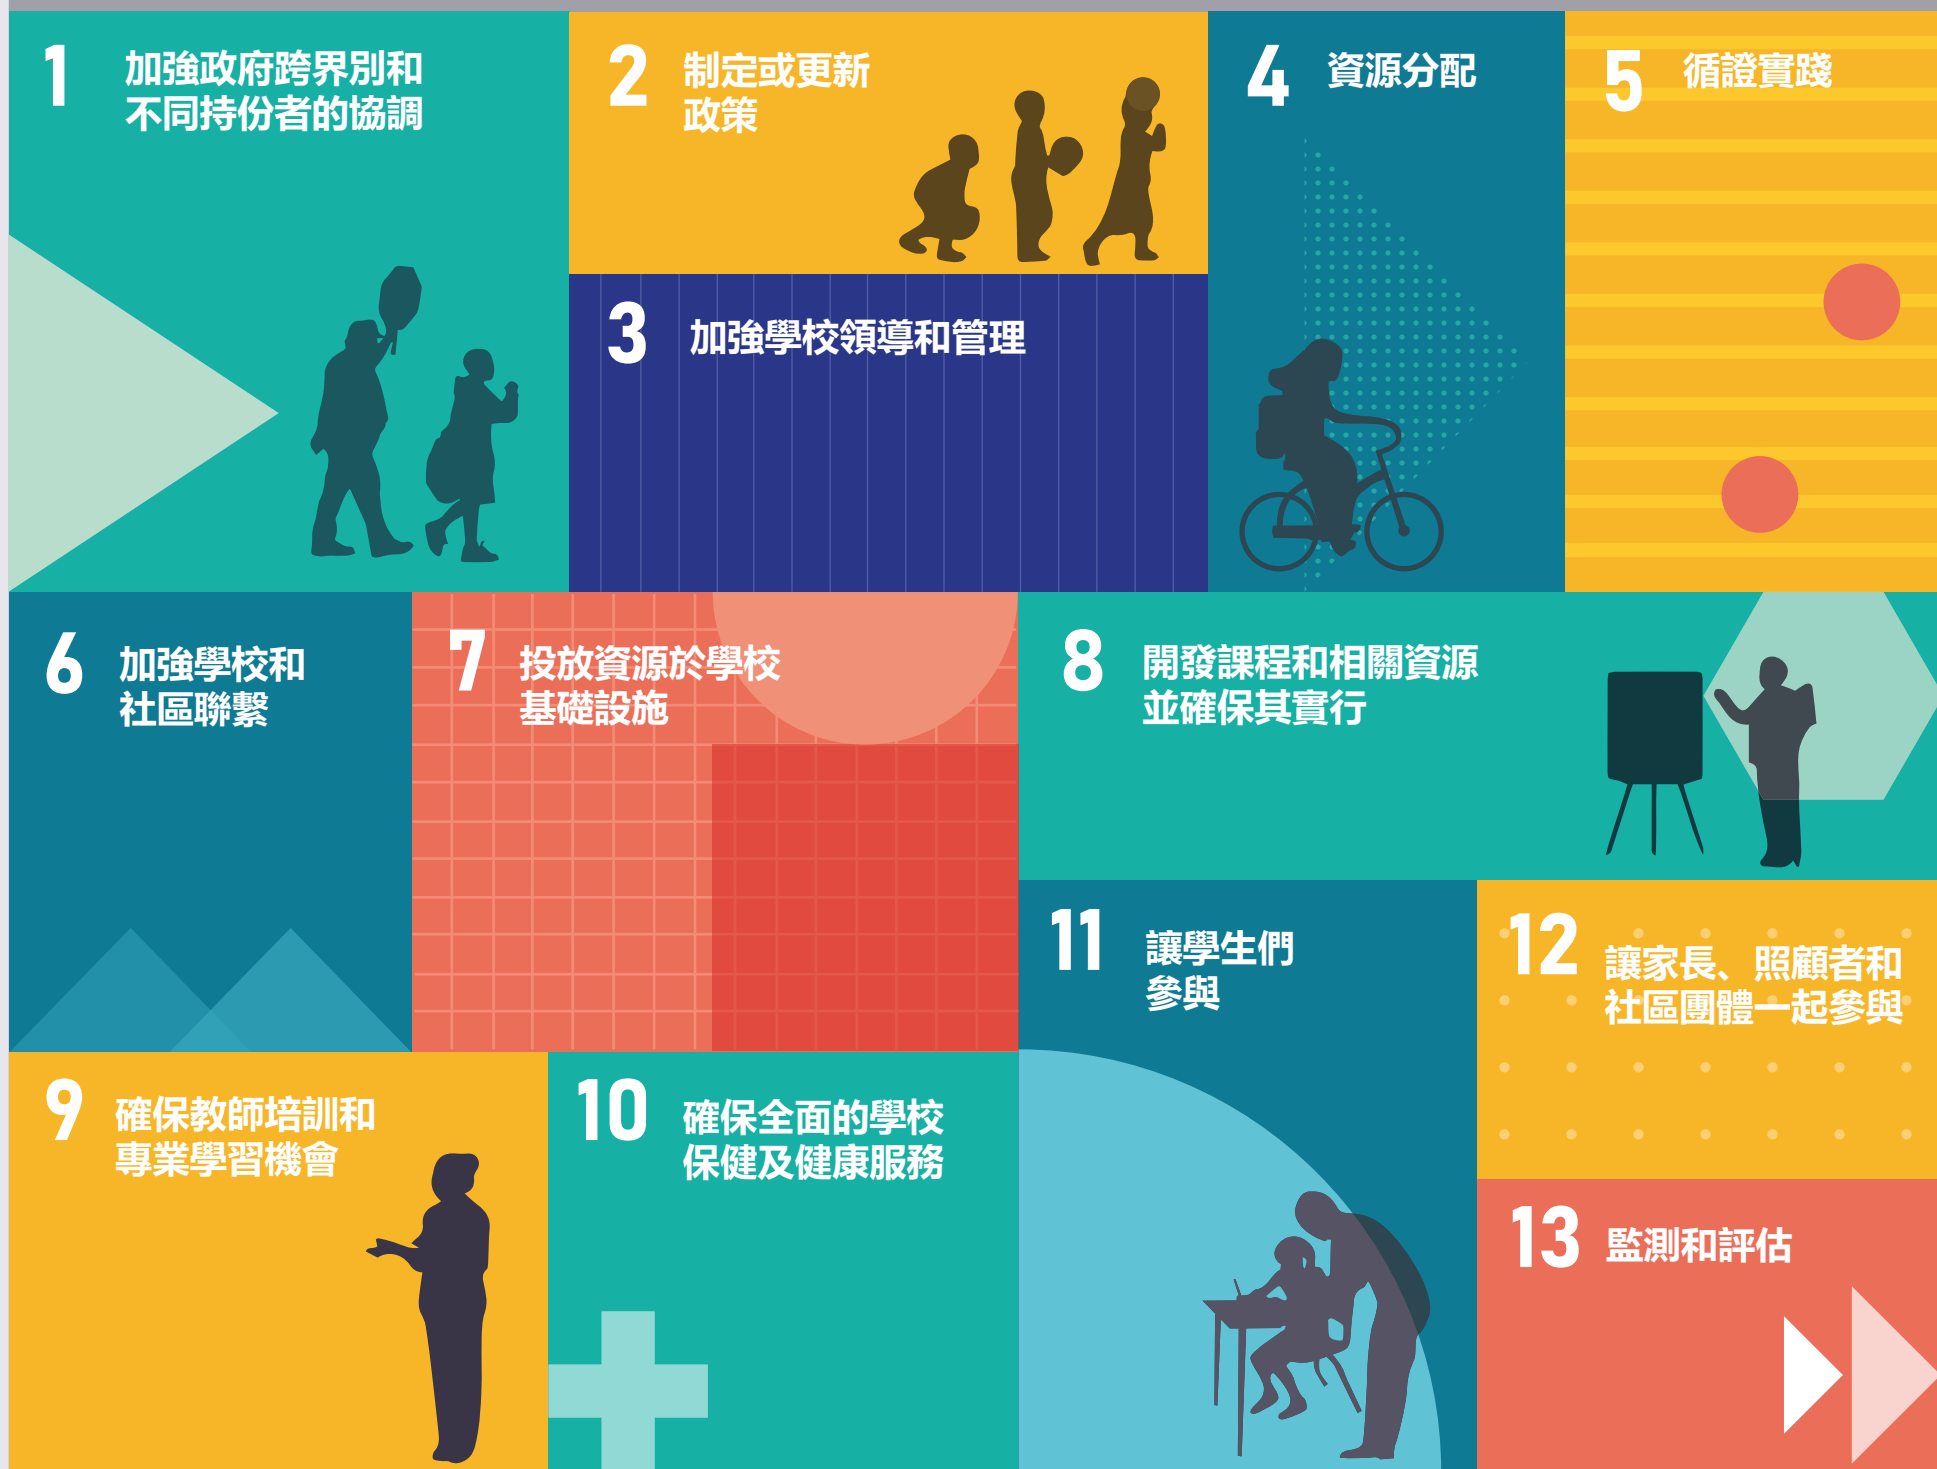 1
加強政府跨界別和
不同持份者的協調
2
制定或更新
政策
3
加強學校領導和管理
4
資源分配
5
循證實踐
6
加強學校和
社區聯繫
7
投放資源於學校
基礎設施
8
開發課程和相關資源
並確保其實行
9
確保教師培訓和
專業學習機會
10
確保全面的學校
保健及健康服務
11
讓學生們
參與
12
讓家長、照顧者和
社區團體一起參與
13
監測和評估